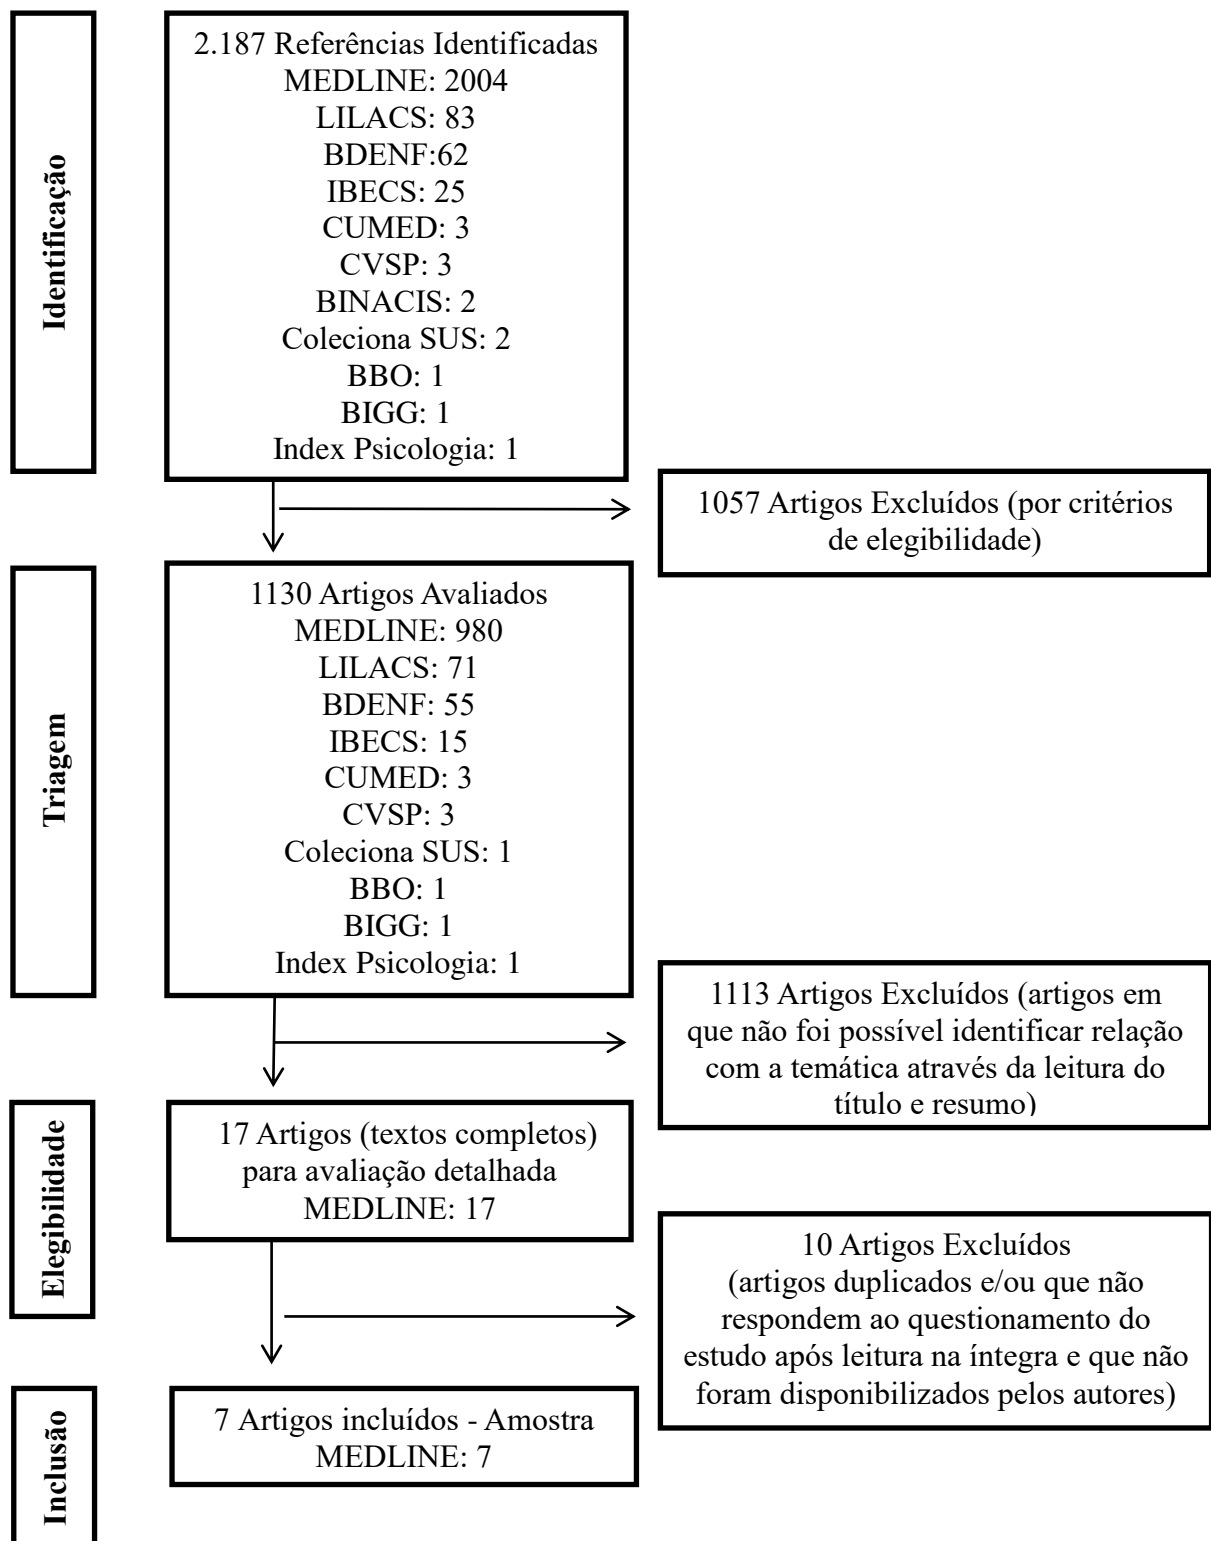 Identificação
2.187 Referências Identificadas
MEDLINE: 2004
LILACS: 83
BDENF:62
IBECS: 25
CUMED: 3
CVSP: 3
BINACIS: 2
Coleciona SUS: 2
BBO: 1
BIGG: 1
Index Psicologia: 1
1057 Artigos Excluídos (por critérios
de elegibilidade)
Triagem
1130 Artigos Avaliados
MEDLINE: 980
LILACS: 71
BDENF: 55
IBECS: 15
CUMED: 3
CVSP: 3
Coleciona SUS: 1
BBO: 1
BIGG: 1
Index Psicologia: 1
1113 Artigos Excluídos (artigos em
que não foi possível identificar relação
com a temática através da leitura do
título e resumo)
Elegibilidade
17 Artigos (textos completos)
para avaliação detalhada
MEDLINE: 17
10 Artigos Excluídos
(artigos duplicados e/ou que não
respondem ao questionamento do
estudo após leitura na íntegra e que não
foram disponibilizados pelos autores)
Inclusão
7 Artigos incluídos - Amostra
MEDLINE: 7